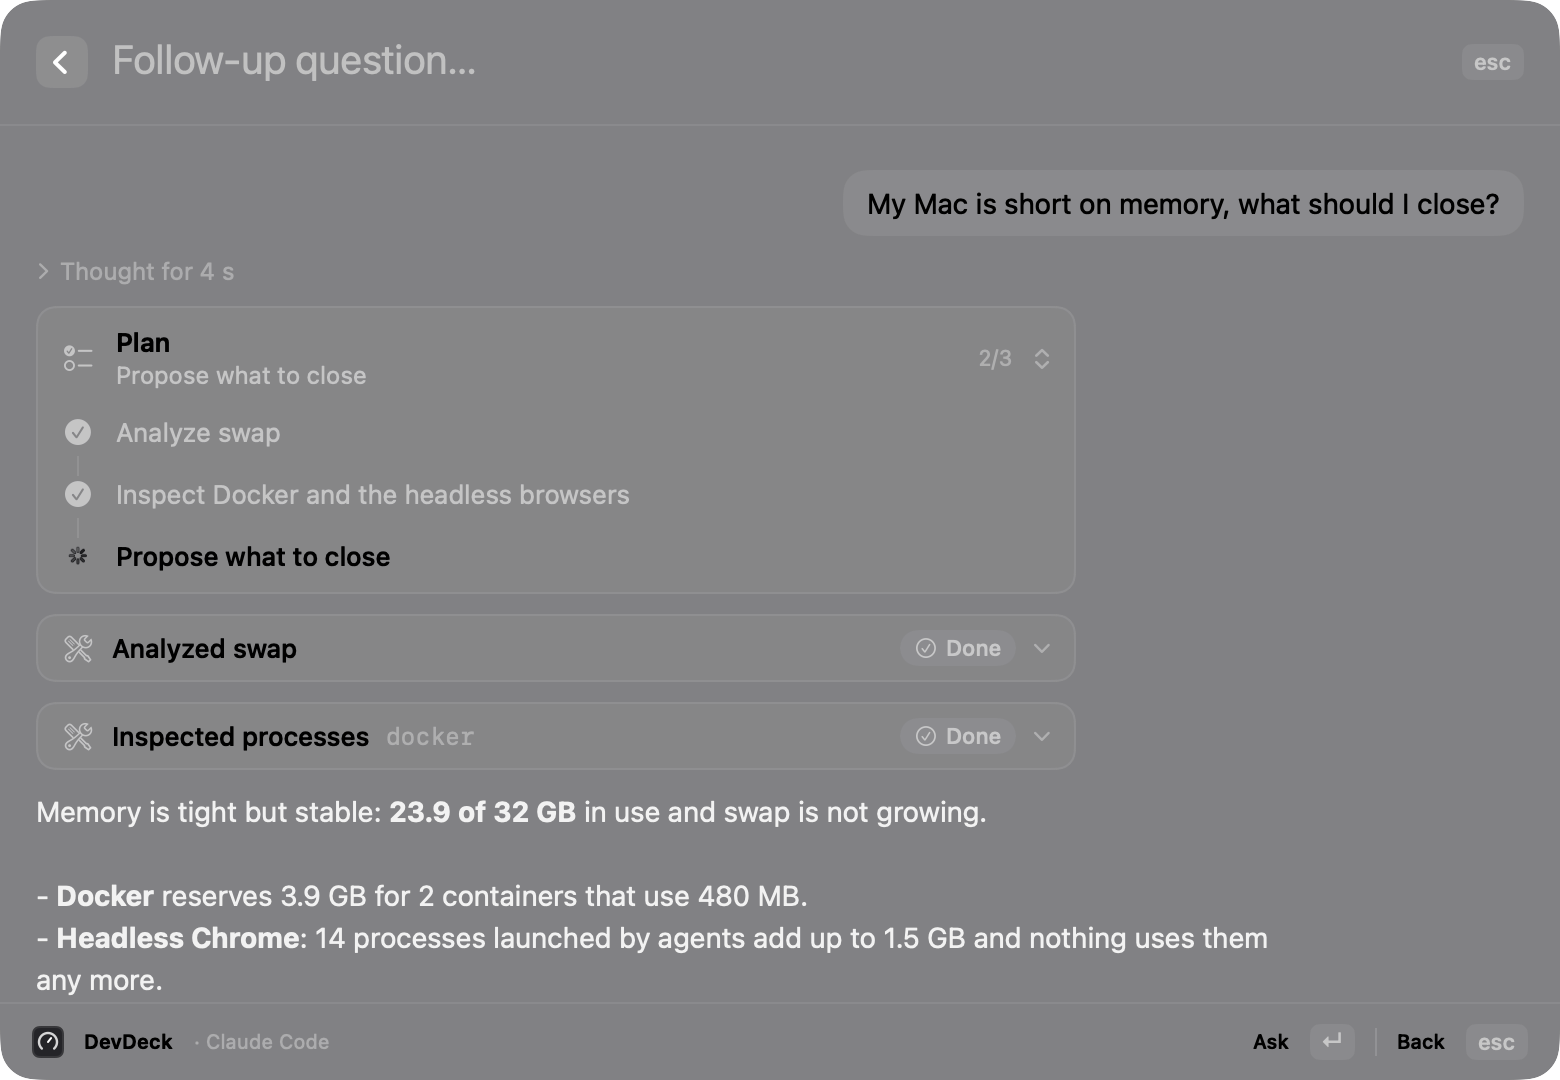 Follow-up question...
esc
My Mac is short on memory, what should I close?
Thought for 4 s
Plan
Propose what to close
2/3
Analyze swap
Inspect Docker and the headless browsers
Propose what to close
Analyzed swap
Done
Inspected processes docker
Done
Memory is tight but stable: 23.9 of 32 GB in use and swap is not growing.
- Docker reserves 3.9 GB for 2 containers that use 480 MB.
- Headless Chrome: 14 processes launched by agents add up to 1.5 GB and nothing uses them
any more.
DevDeck · Claude Code
Ask
Back esc